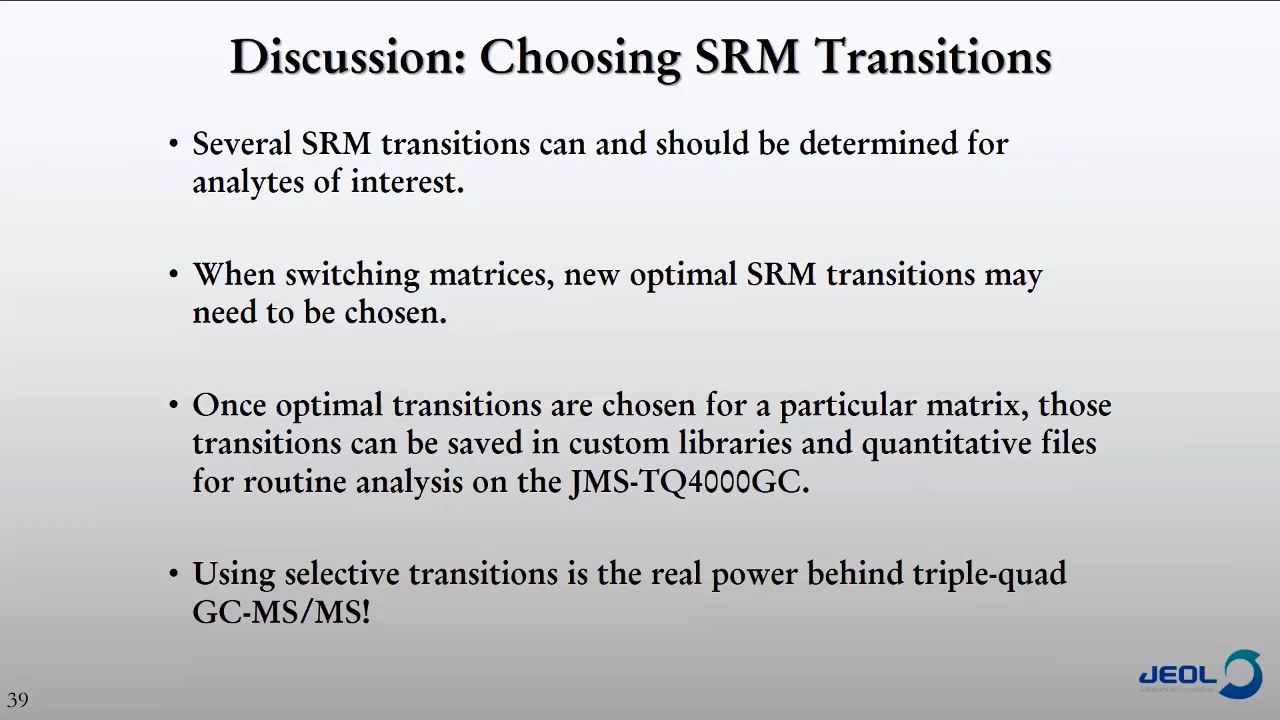 Discussion: Choosing SRM Transitions
• Several SRM transitions can and should be determined for
analytes of interest.
• When switching matrices, new optimal SRM transitions may
need to be chosen.
• Once optimal transitions are chosen for a particular matrix, those
transitions can be saved in custom libraries and quantitative files
for routine analysis on the JMS-TQ4000GC.
• Using selective transitions is the real power behind triple-quad
GC-MS/MS!
JEOL
39